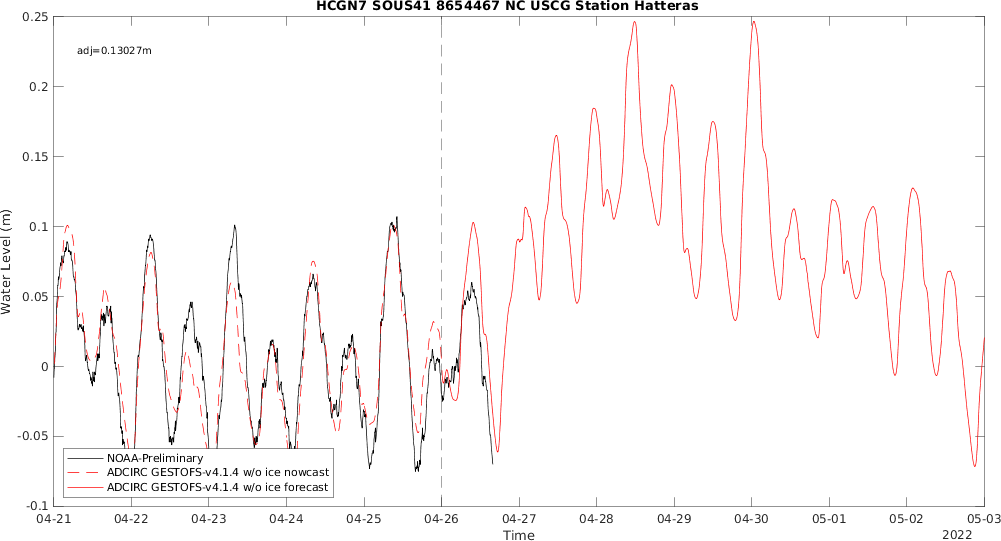 HCGN7 SOUS41 8654467 NC USCG Station Hatteras
0.25
adj=0.13027m
0.2
0.15
0.1
0.05
0
-0.05
-0.1
Water Level (m)
NOAA-Preliminary
ADCIRC GESTOFS-v4.1.4 w/o ice nowcast
ADCIRC GESTOFS-v4.1.4 w/o ice forecast
04-21 04-22 04-23 04-24 04-25 04-26 04-27 04-28 04-29 04-30 05-01 05-02 05-03
Time
2022